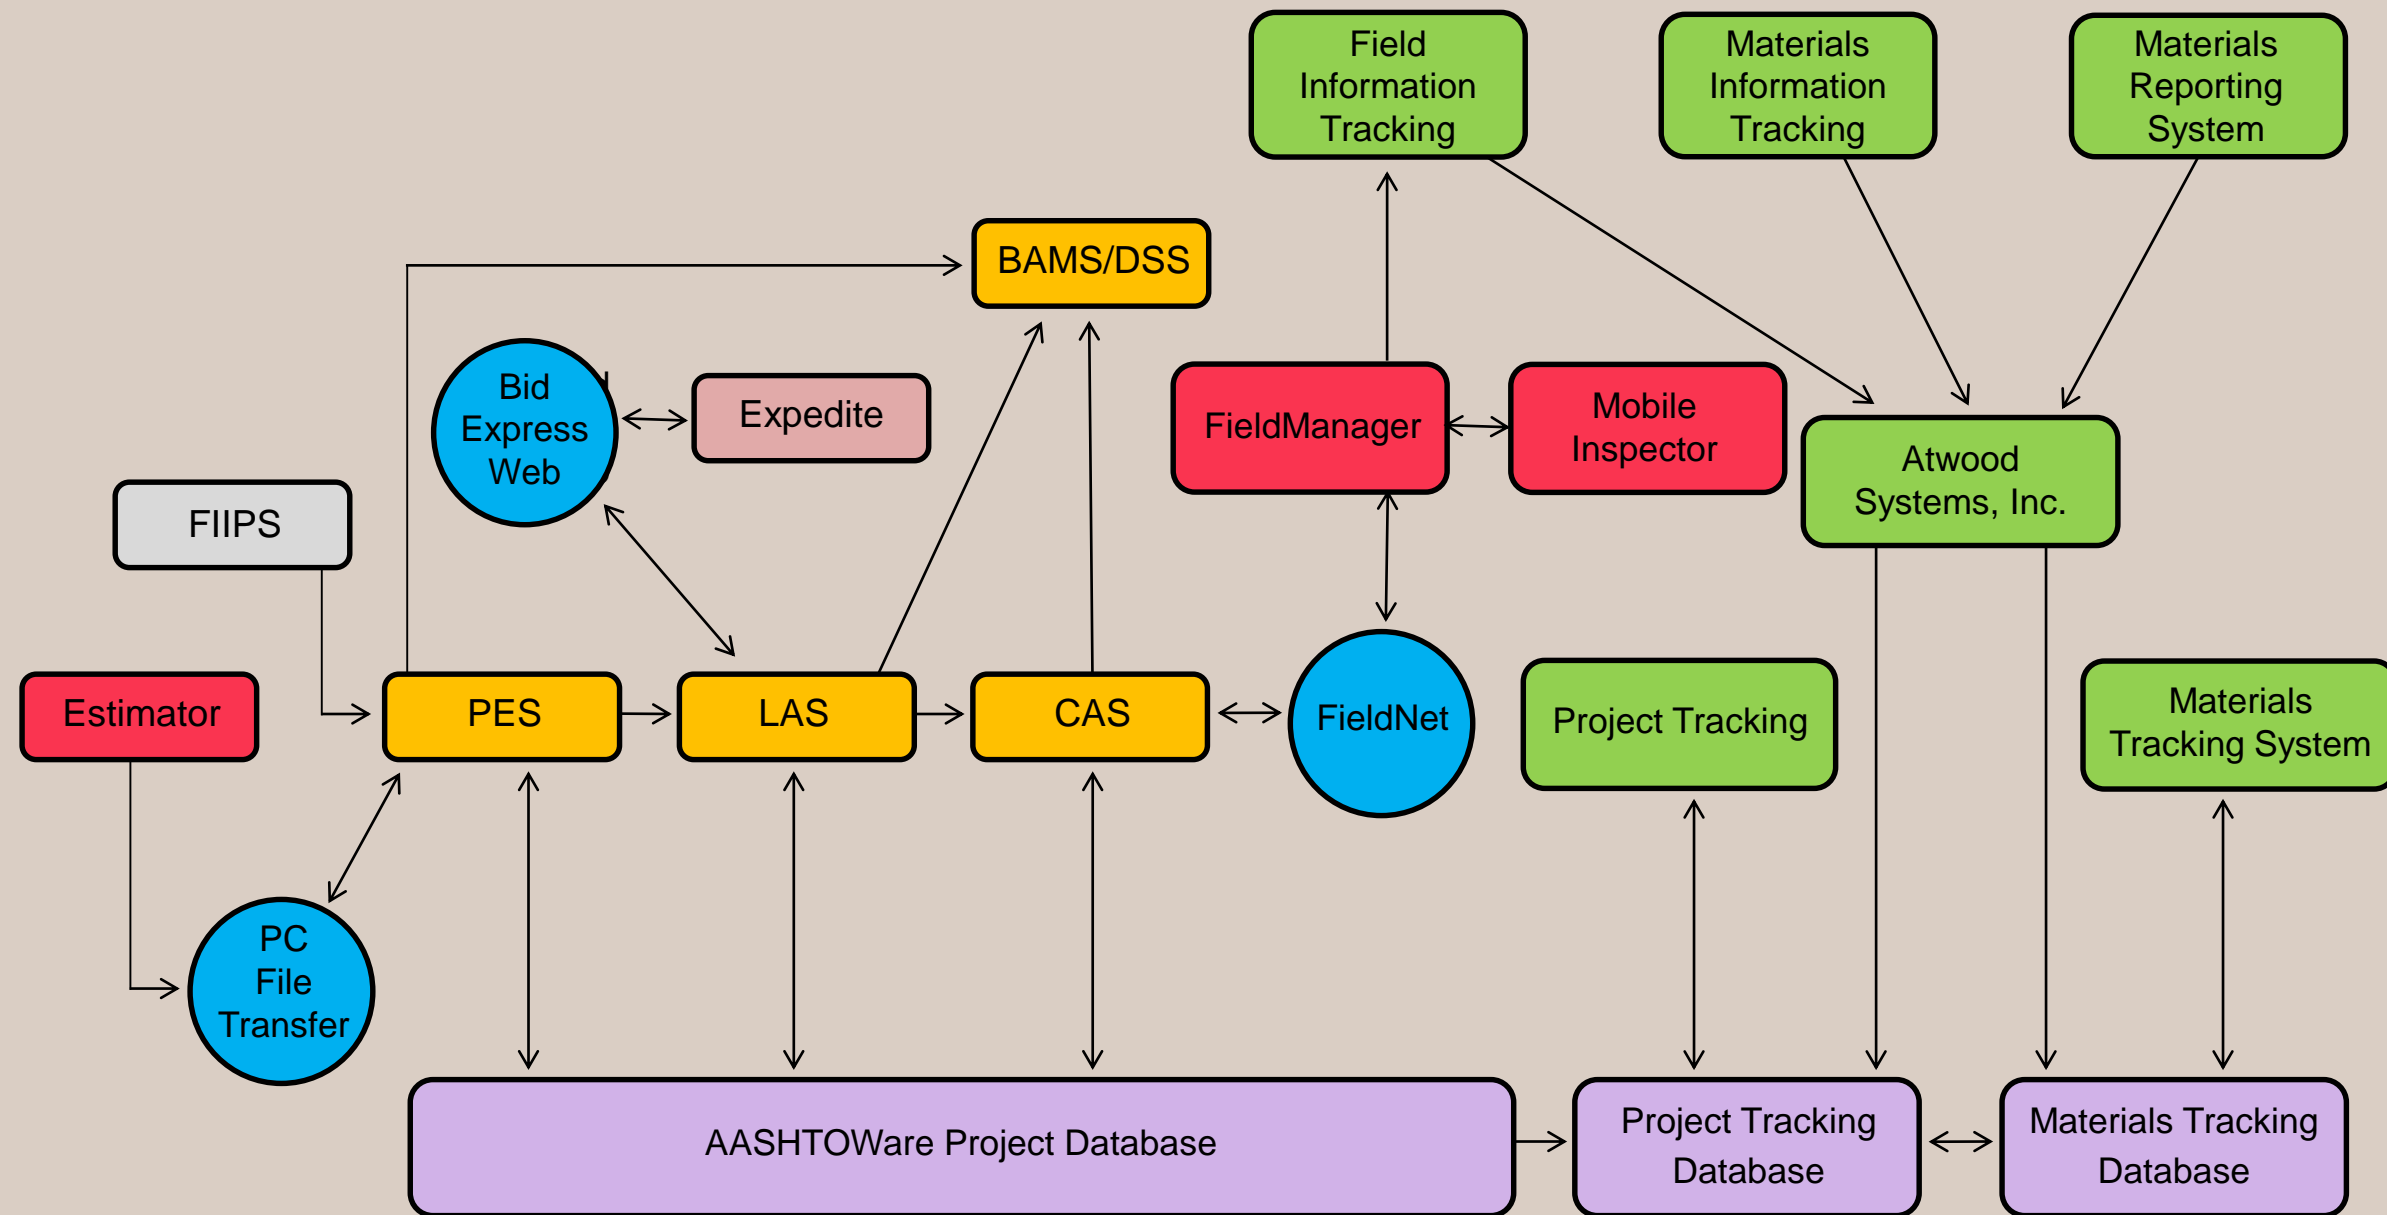 Field
Information
Tracking
Materials
Information
Tracking
Materials
Reporting
System
BAMS/DSS
Bid
Express
Web
Expedite
FieldManager
Mobile
Inspector
Atwood
Systems, Inc.
FIIPS
Estimator
PES
LAS
CAS
FieldNet
Project Tracking
Materials
Tracking System
PC
File
Transfer
AASHTOWare Project Database
Project Tracking
Database
Materials Tracking
Database